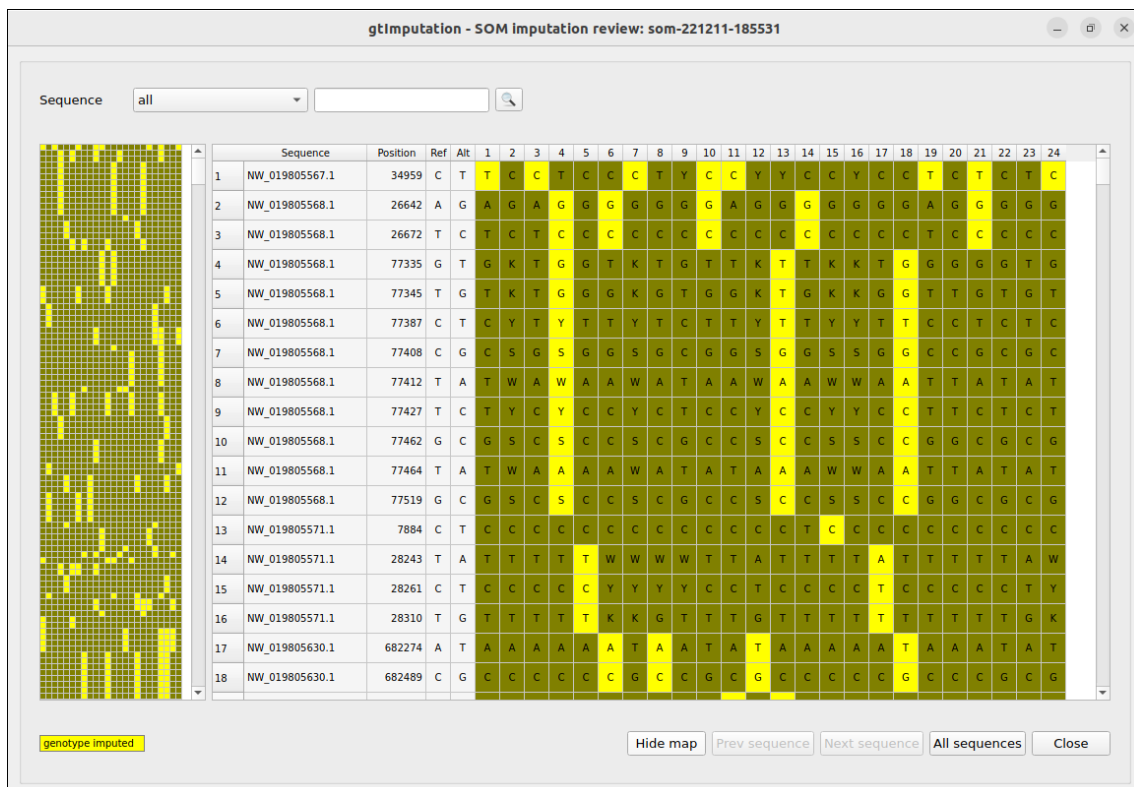 gtImputation - SOM imputation review: som-221211-185531
Sequence all
Sequence Position Ref Alt 1 2 3 4 5 6 7 8 9 10 11 12 13 14 15 16 17 18 19 20 21 22 23 24
1 NW_019805567.1 34959 C T T C C T C C C T Y C C Y Y C C Y C C T C T C T C
2 NW_019805568.1 26642 A G A G A G G G G G G G A G G G G G G A G G G G G
3 NW_019805568.1 26672 T C T C T C C C C C C C C C C C C C C C T C C C C C
4 NW_019805568.1 77335 G T G K T G G T K T G T T K T T K K T G G G G G T G
5 NW_019805568.1 77345 T G T K T G G G K G T G G K T G K K G G T T G T G T
6 NW_019805568.1 77387 C T C Y T Y T T Y T C T T Y T T Y Y T T C C T C T C
7 NW_019805568.1 77408 C G C S G S G G S G C G G S G G S S G G C C G C G C
8 NW_019805568.1 77412 T A T W A W A A W A T A A W A A W W A A T T A T A T
9 NW_019805568.1 77427 T C T Y C Y C C Y C T C C Y C C Y Y C C T T C T C T
10 NW_019805568.1 77462 G C G S C S C C S C G C C S C C S S C C G G C G C G
11 NW_019805568.1 77464 T A T W A A A A W A T A T A A A W W A A T T A T A T
12 NW_019805568.1 77519 G C G S C S C C S C G C C S C C S S C C G G C G C G
13 NW_019805571.1 7884 C T C C C C C C C C C C C C C T C C C C C C C C C C
14 NW_019805571.1 28243 T A T T T T T W W W W T T A T T T T A T T T T T A W
15 NW_019805571.1 28261 C T C C C C C Y Y Y Y C C T C C C C T C C C C C T Y
16 NW_019805571.1 28310 T G T T T T T K K G T T T G T T T T T T T T T T G K
17 NW_019805630.1 682274 A T A A A A A A T A A T A T A A A A A T A A A T A T
18 NW_019805630.1 682489 C G C C C C C C G C C G C G C C C C C G C C C G C G
genotype imputed
Hide map Prev sequence Next sequence All sequences Close